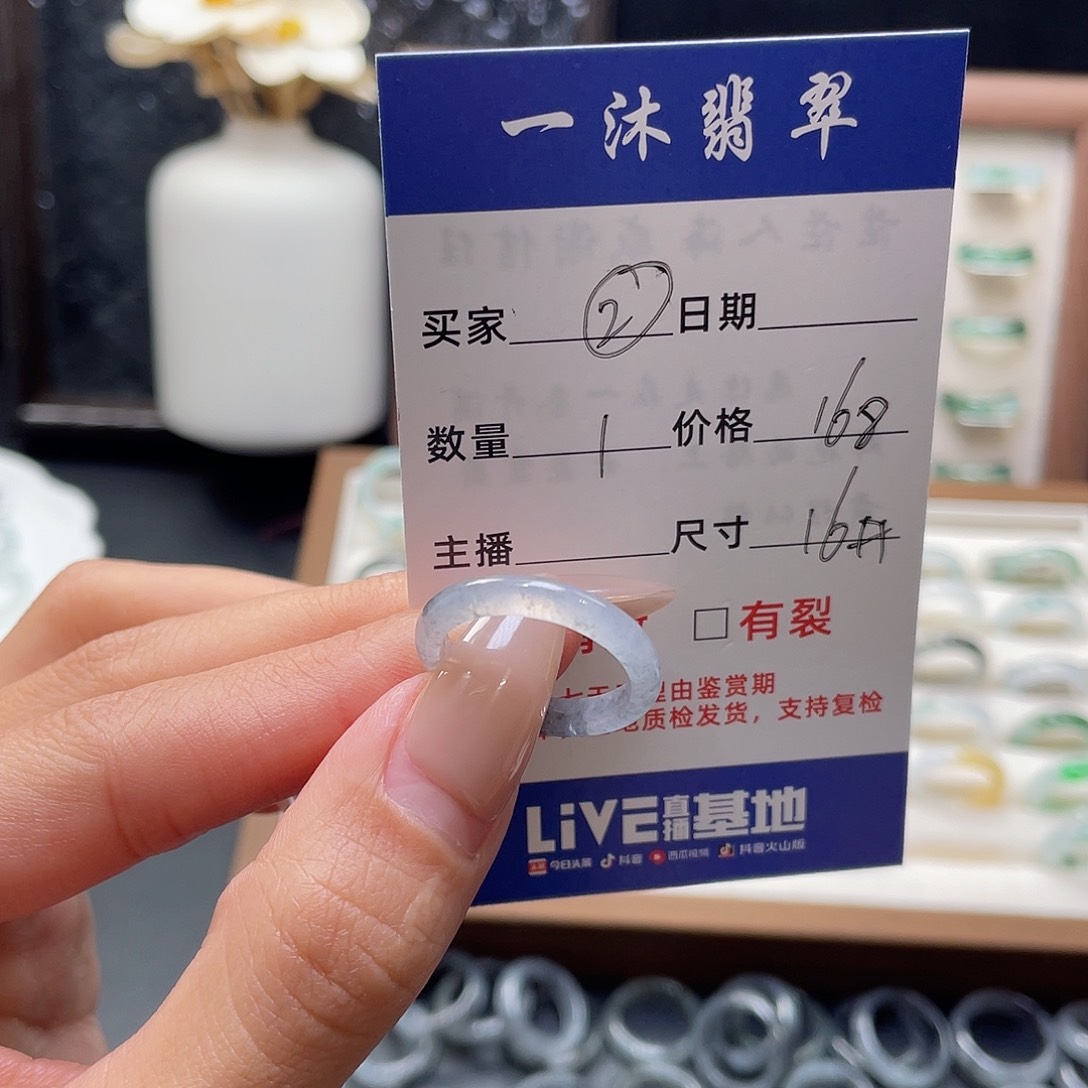 一沐翡翠
买家 ② 日期
数量 1 价格 168
主播 尺寸 16#
□有裂
由鉴赏期
质检发货，支持复检
LiVE直播基地
今日头条 抖音 西瓜视频 抖音火山版